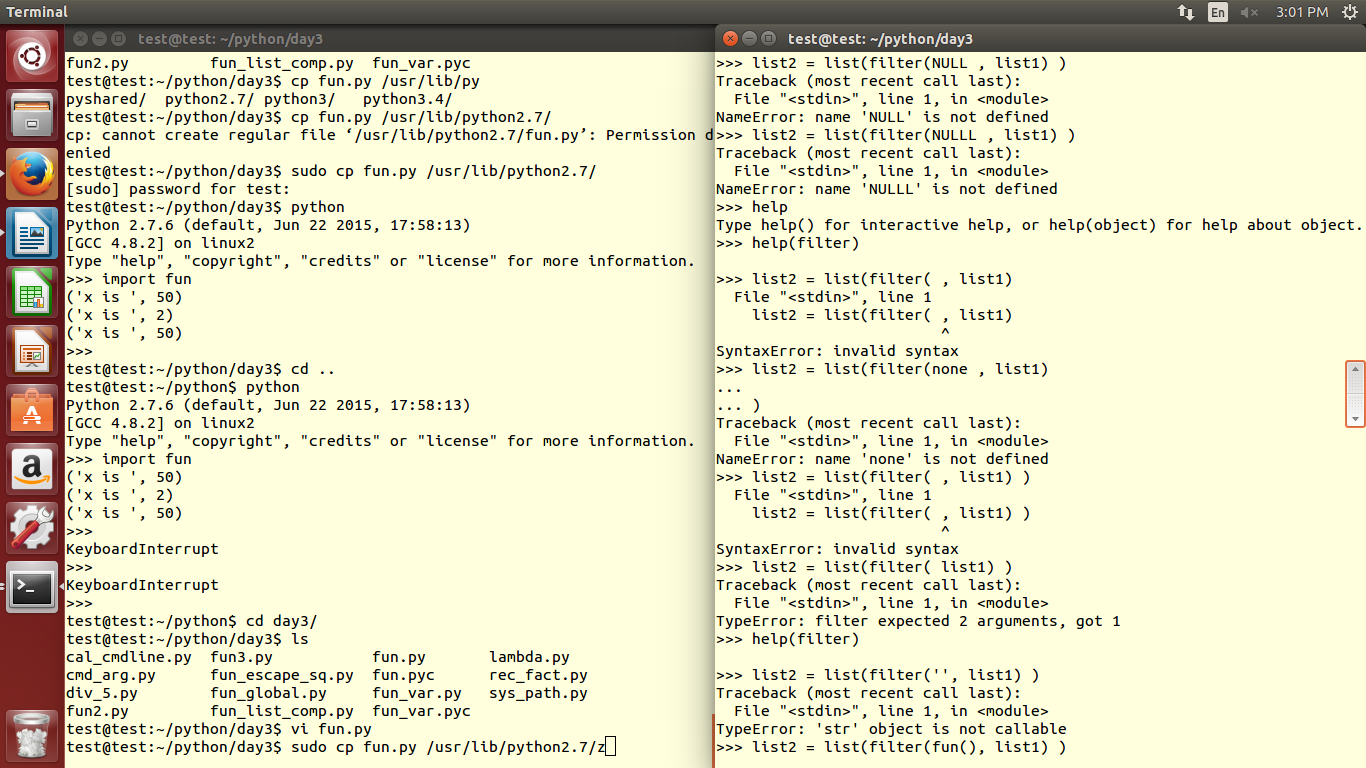 Terminal
En
3:01 PM
test@test: ~/python/day3
fun2.py fun_list_comp.py fun_var.pyc
test@test:~/python/day3$ cp fun.py /usr/lib/py
pyshared/ python2.7/ python3/ python3.4/
test@test:~/python/day3$ cp fun.py /usr/lib/python2.7/
cp: cannot create regular file ‘/usr/lib/python2.7/fun.py’: Permission d
enied
test@test:~/python/day3$ sudo cp fun.py /usr/lib/python2.7/
[sudo] password for test:
test@test:~/python/day3$ python
Python 2.7.6 (default, Jun 22 2015, 17:58:13)
[GCC 4.8.2] on linux2
Type "help", "copyright", "credits" or "license" for more information.
>>> import fun
('x is ', 50)
('x is ', 2)
('x is ', 50)
>>>
test@test:~/python/day3$ cd ..
test@test:~/python$ python
Python 2.7.6 (default, Jun 22 2015, 17:58:13)
[GCC 4.8.2] on linux2
Type "help", "copyright", "credits" or "license" for more information.
>>> import fun
('x is ', 50)
('x is ', 2)
('x is ', 50)
>>>
KeyboardInterrupt
>>>
KeyboardInterrupt
>>>
test@test:~/python$ cd day3/
test@test:~/python/day3$ ls
cal_cmdline.py fun3.py fun.py lambda.py
cmd_arg.py fun_escape_sq.py fun.pyc rec_fact.py
div_5.py fun_global.py fun_var.py sys_path.py
fun2.py fun_list_comp.py fun_var.pyc
test@test:~/python/day3$ vi fun.py
test@test:~/python/day3$ sudo cp fun.py /usr/lib/python2.7/z
test@test: ~/python/day3
>>> list2 = list(filter(NULL , list1) )
Traceback (most recent call last):
File "<stdin>", line 1, in <module>
NameError: name 'NULL' is not defined
>>> list2 = list(filter(NULLL , list1) )
Traceback (most recent call last):
File "<stdin>", line 1, in <module>
NameError: name 'NULLL' is not defined
>>> help
Type help() for interactive help, or help(object) for help about object.
>>> help(filter)
>>> list2 = list(filter( , list1)
File "<stdin>", line 1
list2 = list(filter( , list1)
^
SyntaxError: invalid syntax
>>> list2 = list(filter(none , list1)
...
... )
Traceback (most recent call last):
File "<stdin>", line 1, in <module>
NameError: name 'none' is not defined
>>> list2 = list(filter( , list1) )
File "<stdin>", line 1
list2 = list(filter( , list1) )
^
SyntaxError: invalid syntax
>>> list2 = list(filter( list1) )
Traceback (most recent call last):
File "<stdin>", line 1, in <module>
TypeError: filter expected 2 arguments, got 1
>>> help(filter)
>>> list2 = list(filter('', list1) )
Traceback (most recent call last):
File "<stdin>", line 1, in <module>
TypeError: 'str' object is not callable
>>> list2 = list(filter(fun(), list1) )